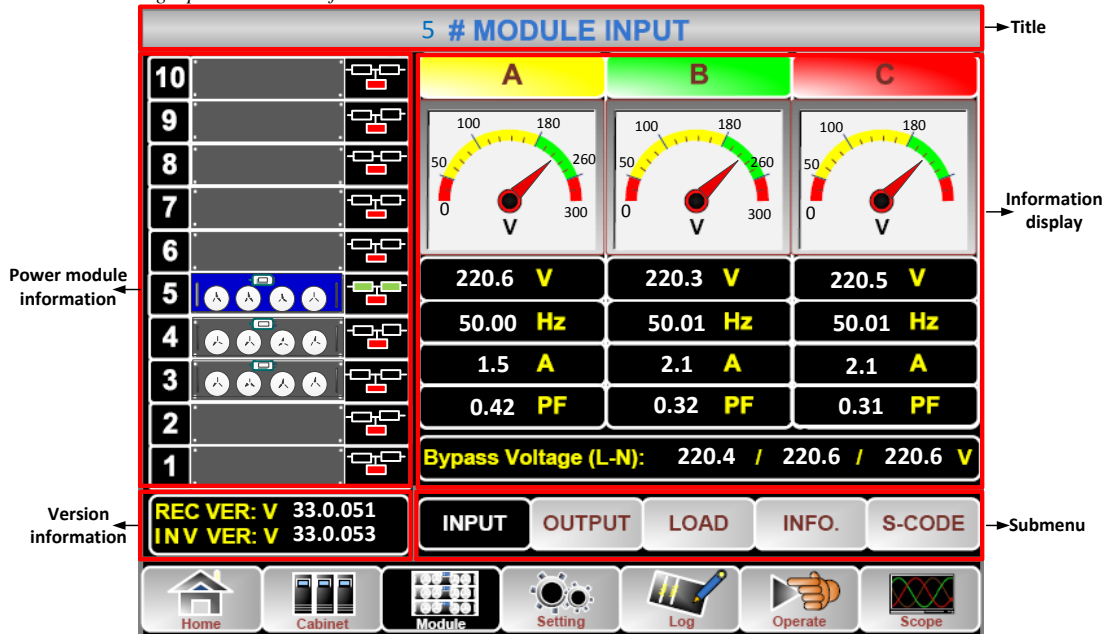 5 # MODULE INPUT
Title
10
9
8
7
6
5
4
3
2
1
Power module
information
A B C
0 50 100 180 260 300
V
0 50 100 180 260 300
V
0 50 100 180
V
Information
display
220.6 V 220.3 V 220.5 V
50.00 Hz 50.01 Hz 50.01 Hz
1.5 A 2.1 A 2.1 A
0.42 PF 0.32 PF 0.31 PF
Bypass Voltage (L-N): 220.4 / 220.6 / 220.6 V
Version
information
REC VER: V 33.0.051
INV VER: V 33.0.053
INPUT OUTPUT LOAD INFO. S-CODE
Submenu
Home Cabinet Module Setting Log Operate Scope